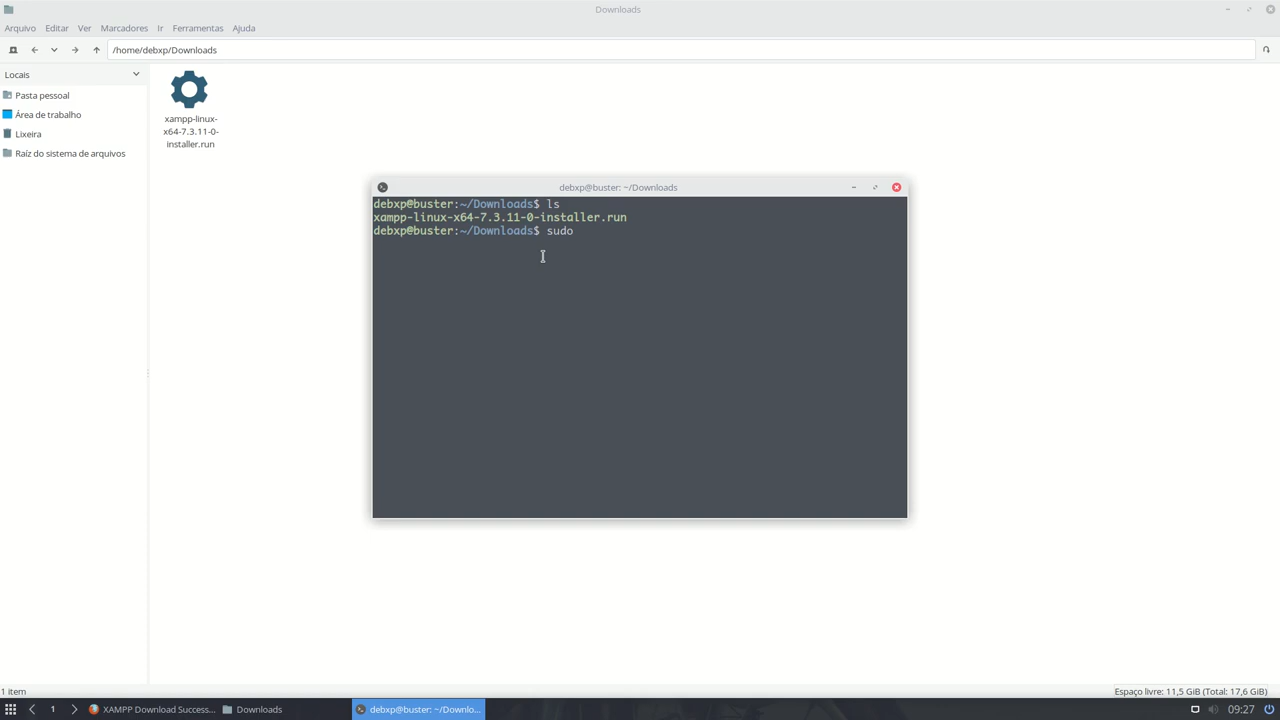 Downloads
Arquivo Editar Ver Marcadores Ir Ferramentas Ajuda
/home/debxp/Downloads
Locais
Pasta pessoal
Área de trabalho
Lixeira
Raíz do sistema de arquivos
xampp-linux-
x64-7.3.11-0-
installer.run
debxp@buster: ~/Downloads
debxp@buster:~/Downloads$ ls
xampp-linux-x64-7.3.11-0-installer.run
debxp@buster:~/Downloads$ sudo
1 item
Espaço livre: 11,5 GiB (Total: 17,6 GiB)
1 XAMPP Download Success... Downloads debxp@buster: ~/Downlo... 09:27